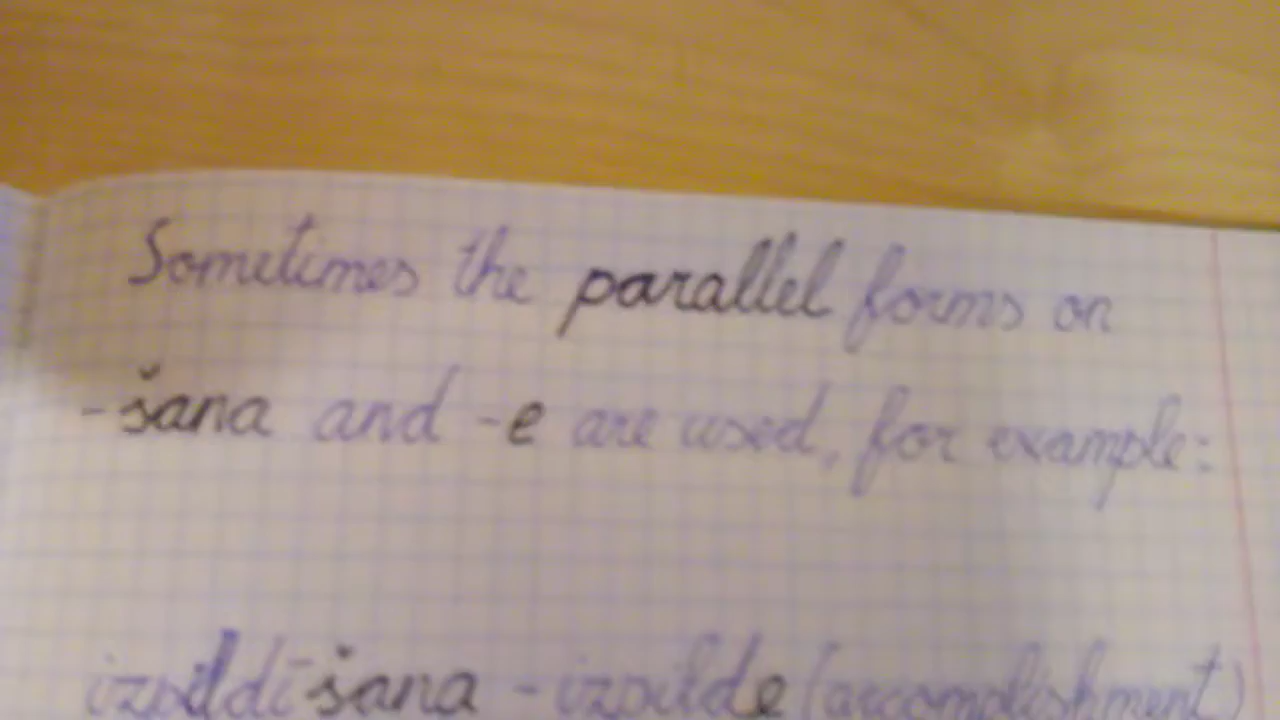 Sometimes the parallel forms on
-šana and -e are used, for example:
izpildīšana - izpilde (accomplishment)